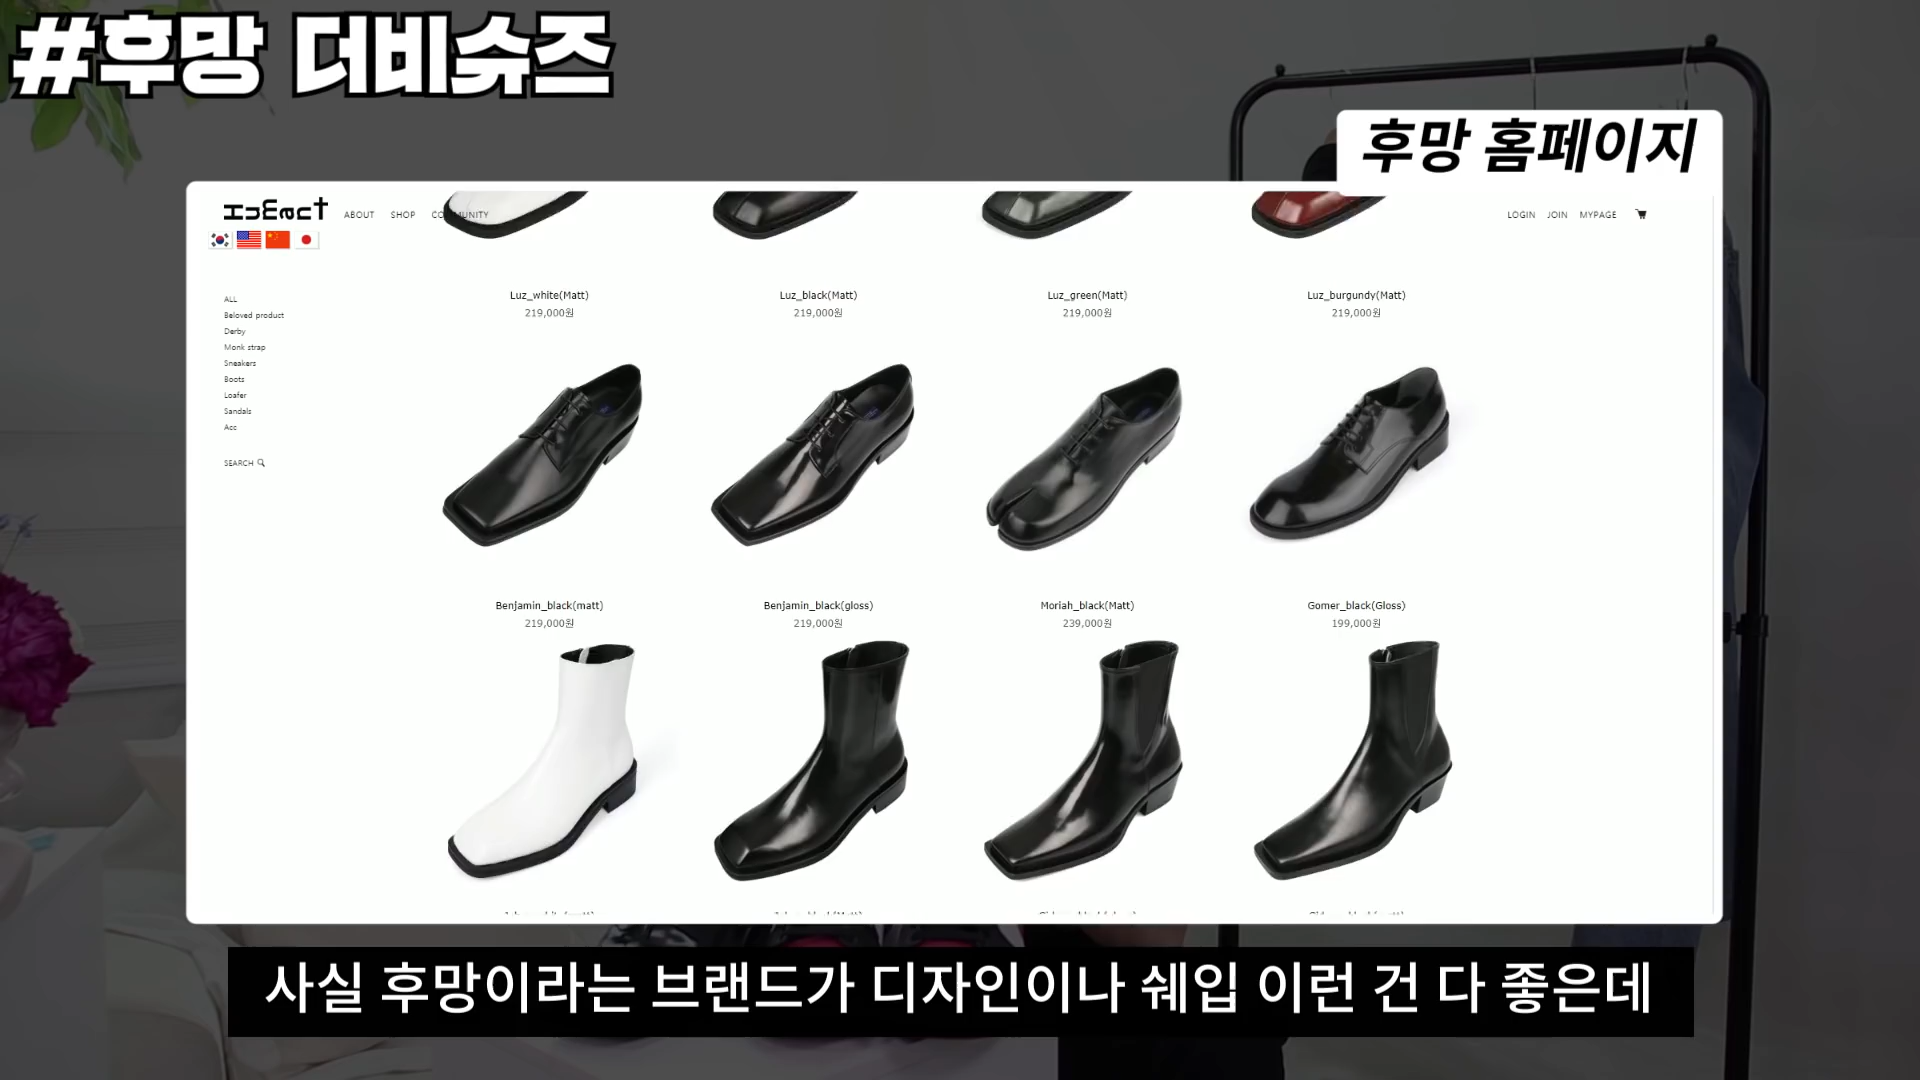 #후망 더비슈즈
후망 홈페이지
ABOUT SHOP COMMUNITY
LOGIN JOIN MYPAGE
ALL
Beloved product
Derby
Monk strap
Sneakers
Boots
Loafer
Sandals
Acc
SEARCH
Luz_white(Matt) Luz_black(Matt) Luz_green(Matt) Luz_burgundy(Matt)
219,000원 219,000원 219,000원 219,000원
Benjamin_black(matt) Benjamin_black(gloss) Moriah_black(Matt) Gomer_black(Gloss)
219,000원 219,000원 239,000원 199,000원
사실 후망이라는 브랜드가 디자인이나 쉐입 이런 건 다 좋은데